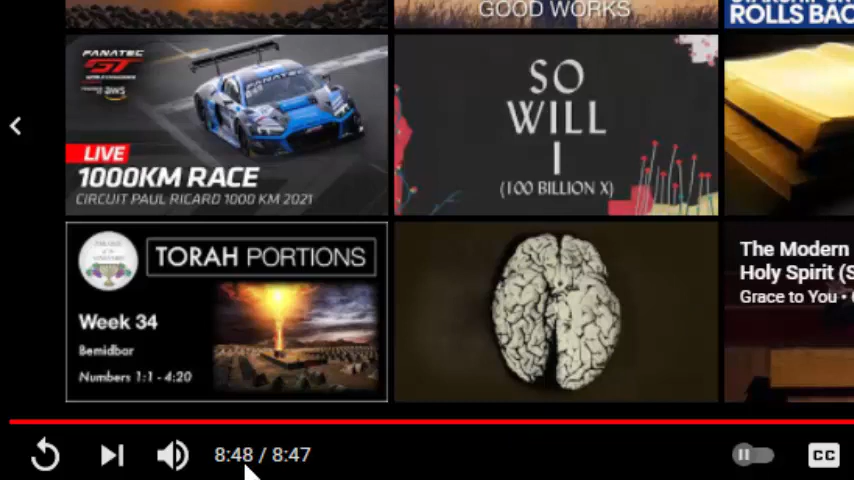 GOOD WORKS
ROLLS BAC
FANATEC
GT
aws
LIVE
1000KM RACE
CIRCUIT PAUL RICARD 1000 KM 2021
SO
WILL
I
(100 BILLION X)
TORAH PORTIONS
Week 34
Bemidbar
Numbers 1:1 - 4:20
The Modern
Holy Spirit (S
Grace to You •
8:48 / 8:47
CC